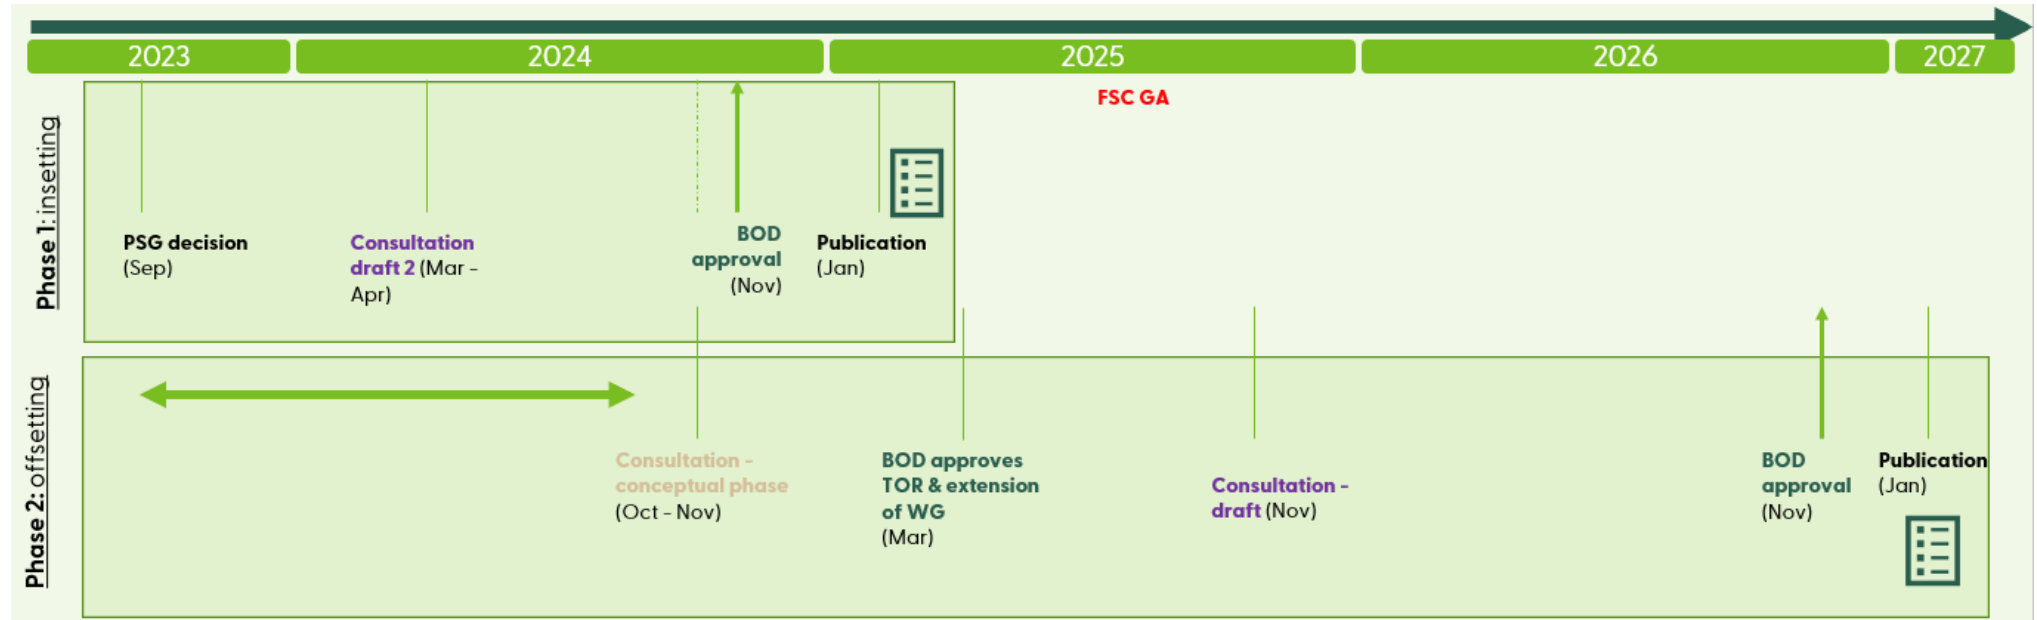 2023
2024
2025
2026
2027
FSC GA
Phase 1: insetting
PSG decision
(Sep)
Consultation
draft 2 (Mar -
Apr)
BOD
approval
(Nov)
Publication
(Jan)
Phase 2: offsetting
Consultation -
conceptual phase
(Oct - Nov)
BOD approves
TOR & extension
of WG
(Mar)
Consultation -
draft (Nov)
BOD
approval
(Nov)
Publication
(Jan)